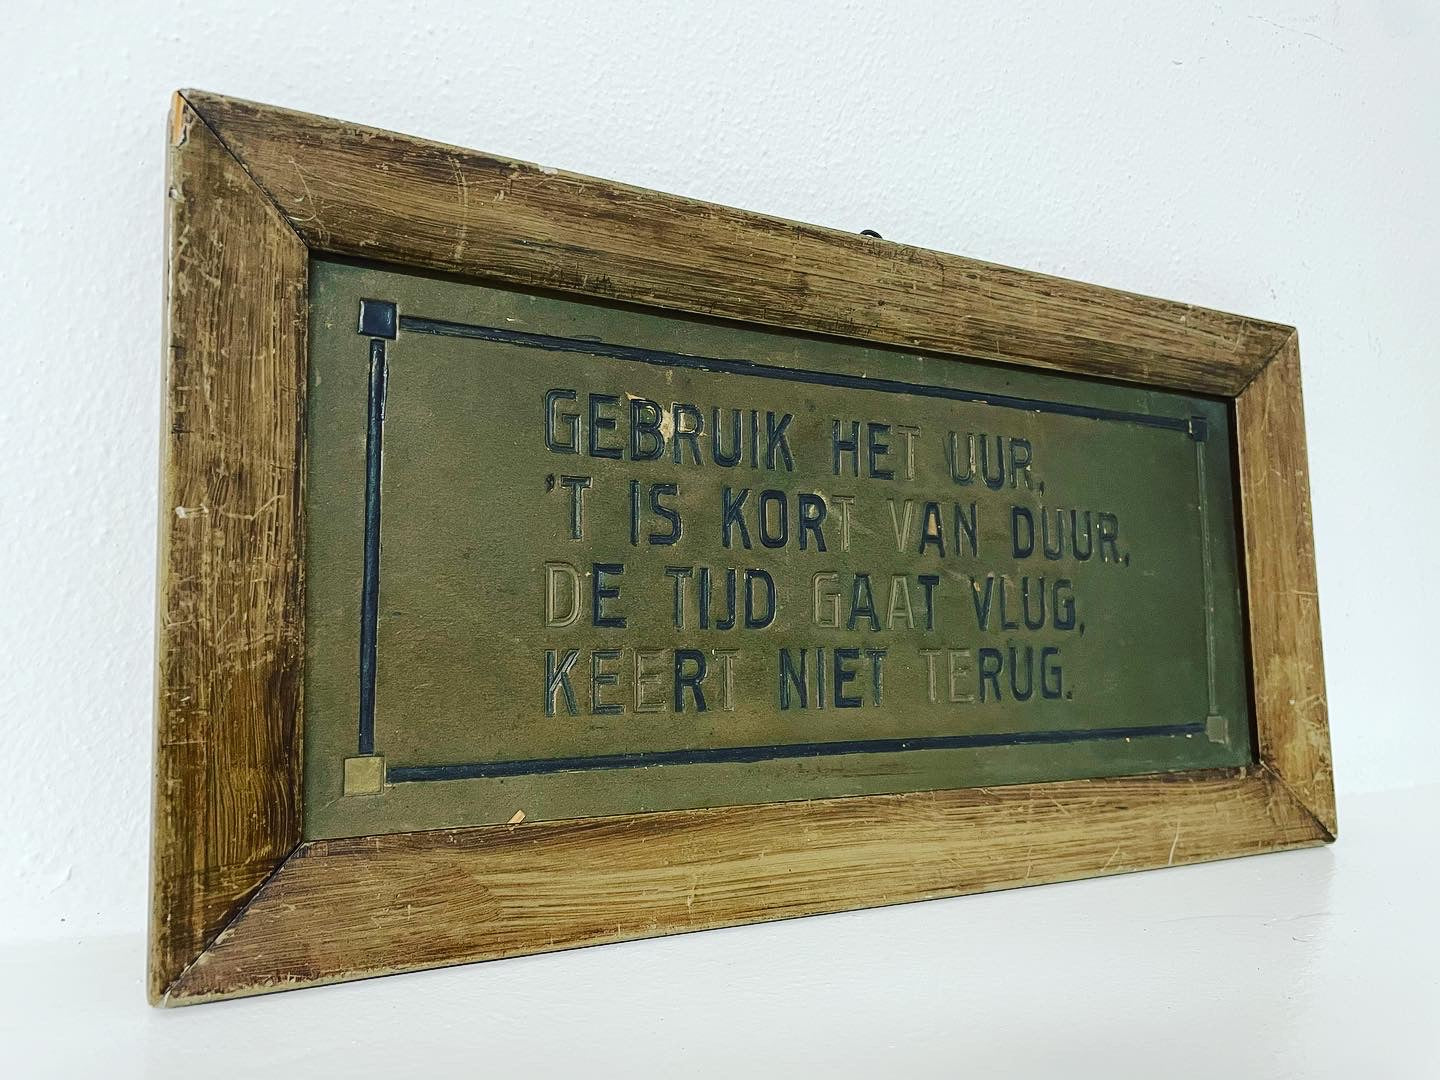 GEBRUIK HET UUR,
'T IS KORT VAN DUUR,
DE TIJD GAAT VLUG,
KEERT NIET TERUG.